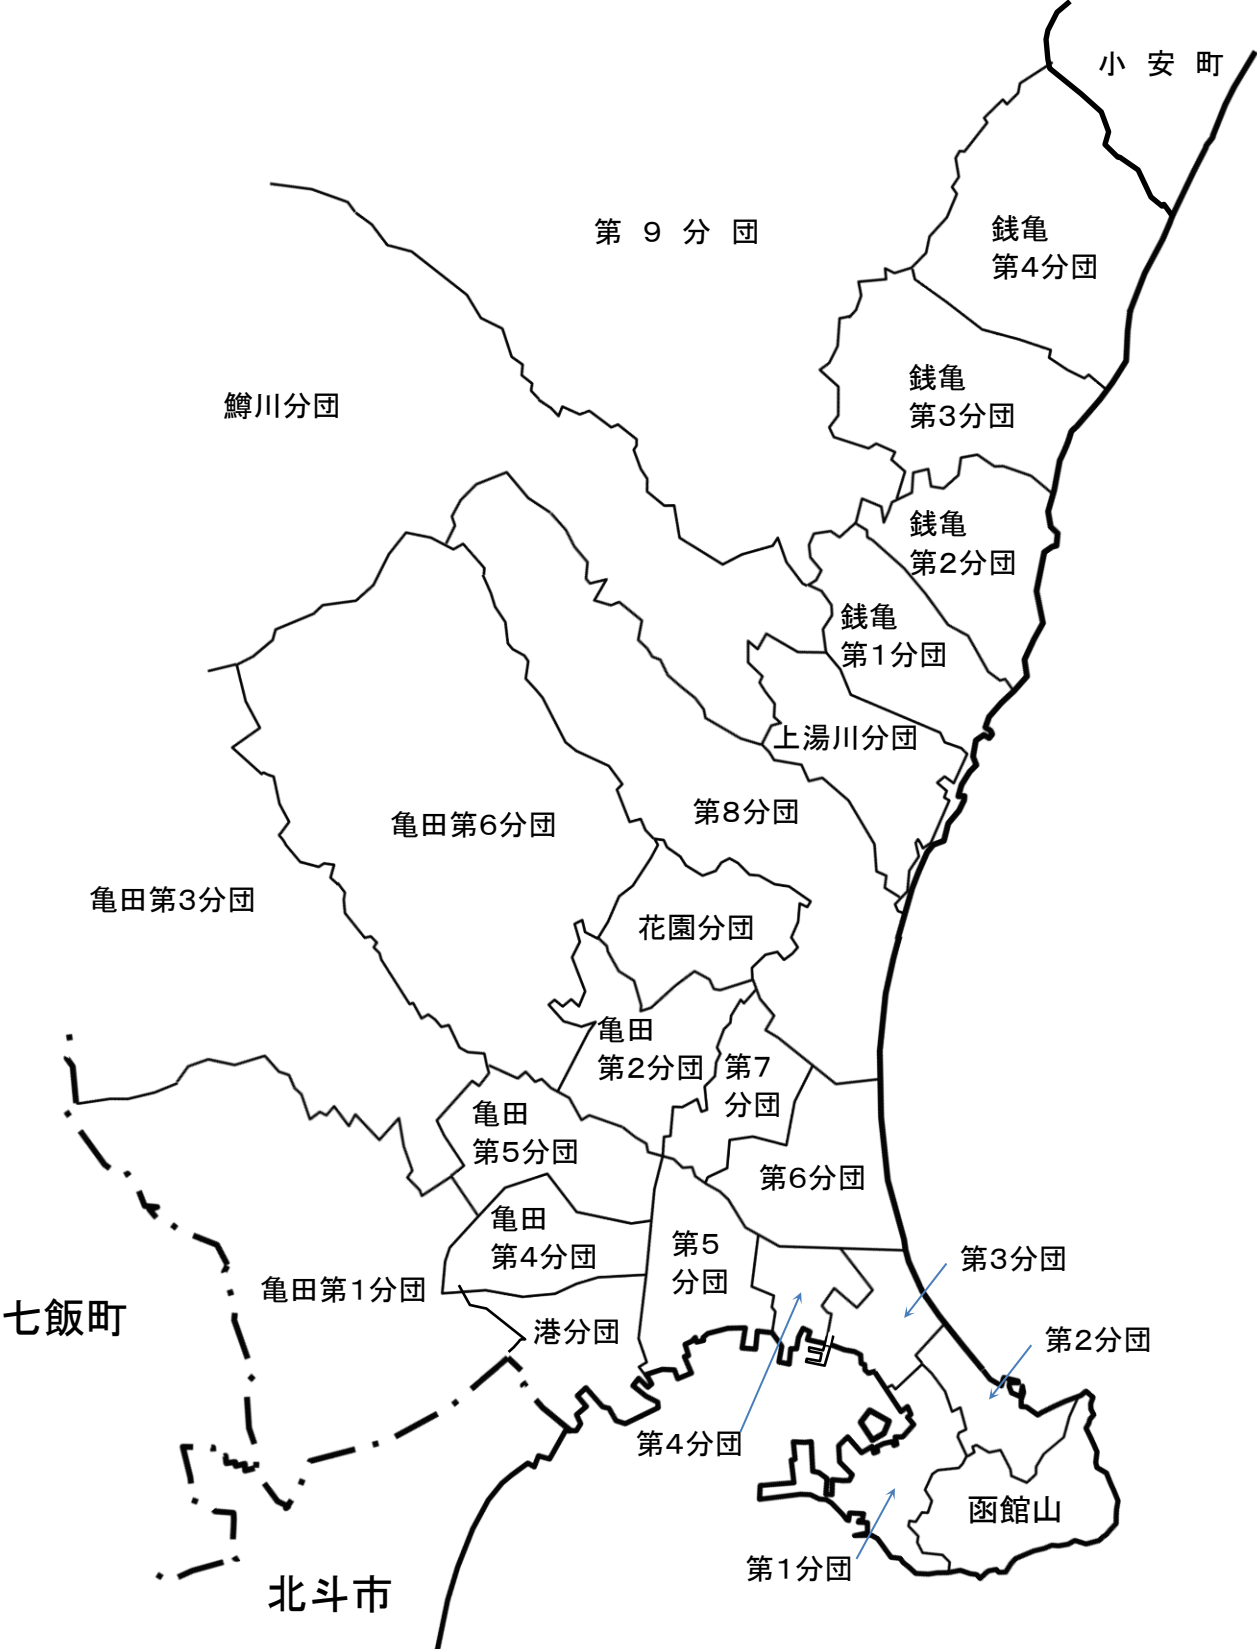 小 安 町
第 9 分 団
銭亀
第4分団
銭亀
第3分団
鱒川分団
銭亀
第2分団
銭亀
第1分団
上湯川分団
第8分団
亀田第6分団
亀田第3分団
花園分団
亀田
第2分団
第7
分団
亀田
第5分団
第6分団
亀田
第4分団
第5
分団
第3分団
亀田第1分団
七飯町
港分団
第2分団
第4分団
函館山
第1分団
北斗市